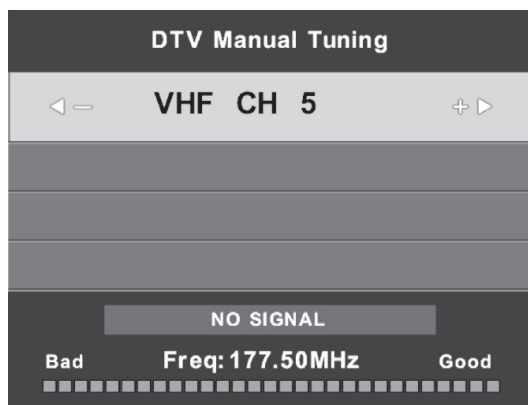 DTV Manual Tuning
VHF CH 5
NO SIGNAL
Bad Freq:177.50MHz Good